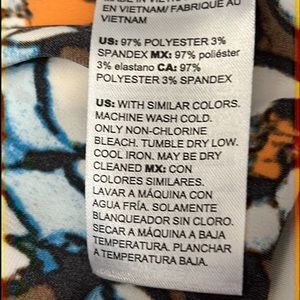 EN VIETNAM/ FABRIQUE AU
VIETNAM
US: 97% POLYESTER 3%
SPANDEX MX: 97% poliéster
3% elastano CA: 97%
POLYESTER 3% SPANDEX
US: WITH SIMILAR COLORS.
MACHINE WASH COLD.
ONLY NON-CHLORINE
BLEACH. TUMBLE DRY LOW.
COOL IRON. MAY BE DRY
CLEANED MX: CON
COLORES SIMILARES.
LAVAR A MÁQUINA CON
AGUA FRÍA. SOLAMENTE
BLANQUEADOR SIN CLORO.
SECAR A MÁQUINA A BAJA
TEMPERATURA. PLANCHAR
A TEMPERATURA BAJA.